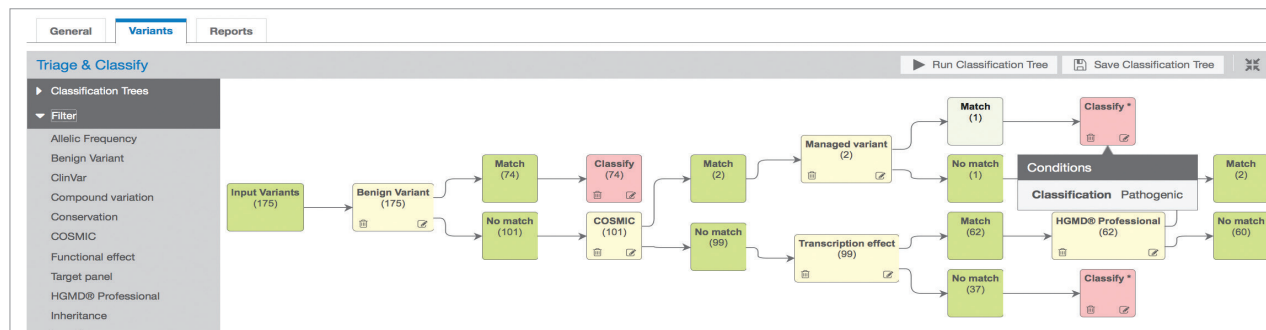 General
Variants
Reports
Triage & Classify
Run Classification Tree
Save Classification Tree
Classification Trees
Filter
Allelic Frequency
Benign Variant
ClinVar
Compound variation
Conservation
COSMIC
Functional effect
Target panel
HGMD® Professional
Inheritance
Input Variants
(175)
Benign Variant
(175)
Match
(74)
No match
(101)
Classify
(74)
COSMIC
(101)
Match
(2)
No match
(99)
Managed variant
(2)
Transcription effect
(99)
Match
(1)
No match
(1)
Match
(62)
No match
(37)
Classify *
Conditions
Classification Pathogenic
HGMD® Professional
(62)
Classify *
Match
(2)
No match
(60)